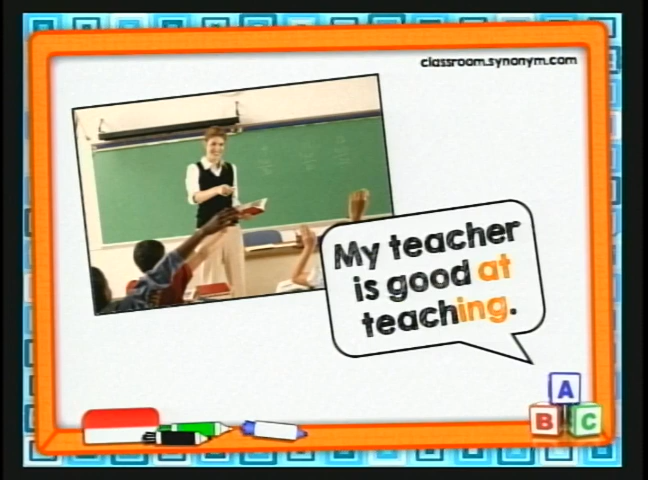 classroom.synonym.com
My teacher
is good at
teaching.
A
B C